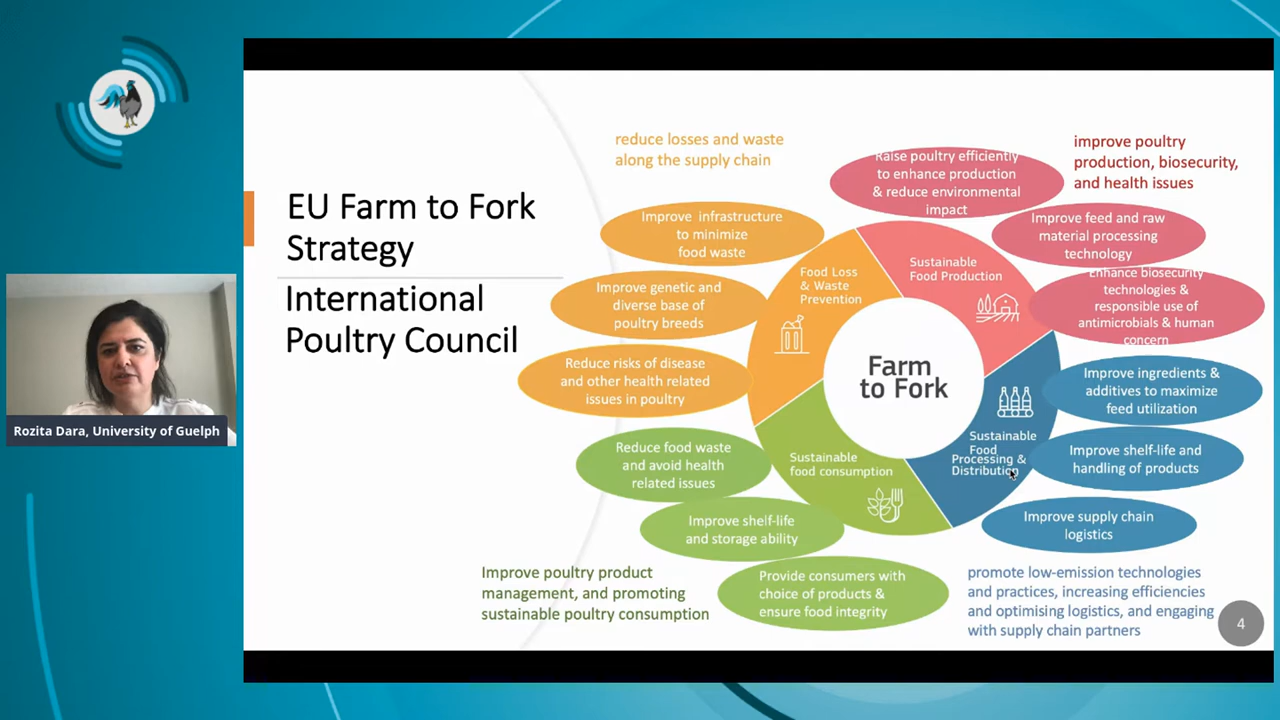 EU Farm to Fork
Strategy
International
Poultry Council
reduce losses and waste
along the supply chain
Improve infrastructure
to minimize
food waste
Improve genetic and
diverse base of
poultry breeds
Reduce risks of disease
and other health related
issues in poultry
improve poultry
production, biosecurity,
and health issues
Raise poultry efficiently
to enhance production
& reduce environmental
impact
Improve feed and raw
material processing
technology
Enhance biosecurity
technologies &
responsible use of
antimicrobials & human
concern
Food Loss
& Waste
Prevention
Sustainable
Food Production
Farm
to Fork
Sustainable
food consumption
Sustainable
Food
Processing &
Distribution
Improve ingredients &
additives to maximize
feed utilization
Improve shelf-life and
handling of products
Improve supply chain
logistics
Reduce food waste
and avoid health
related issues
Improve shelf-life
and storage ability
Provide consumers with
choice of products &
ensure food integrity
Improve poultry product
management, and promoting
sustainable poultry consumption
promote low-emission technologies
and practices, increasing efficiencies
and optimising logistics, and engaging
with supply chain partners
4
Rozita Dara, University of Guelph